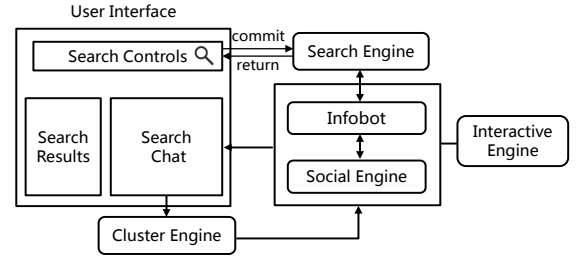 User Interface
Search Controls
commit
return
Search Engine
Search
Results
Search
Chat
Infobot
Social Engine
Interactive
Engine
Cluster Engine